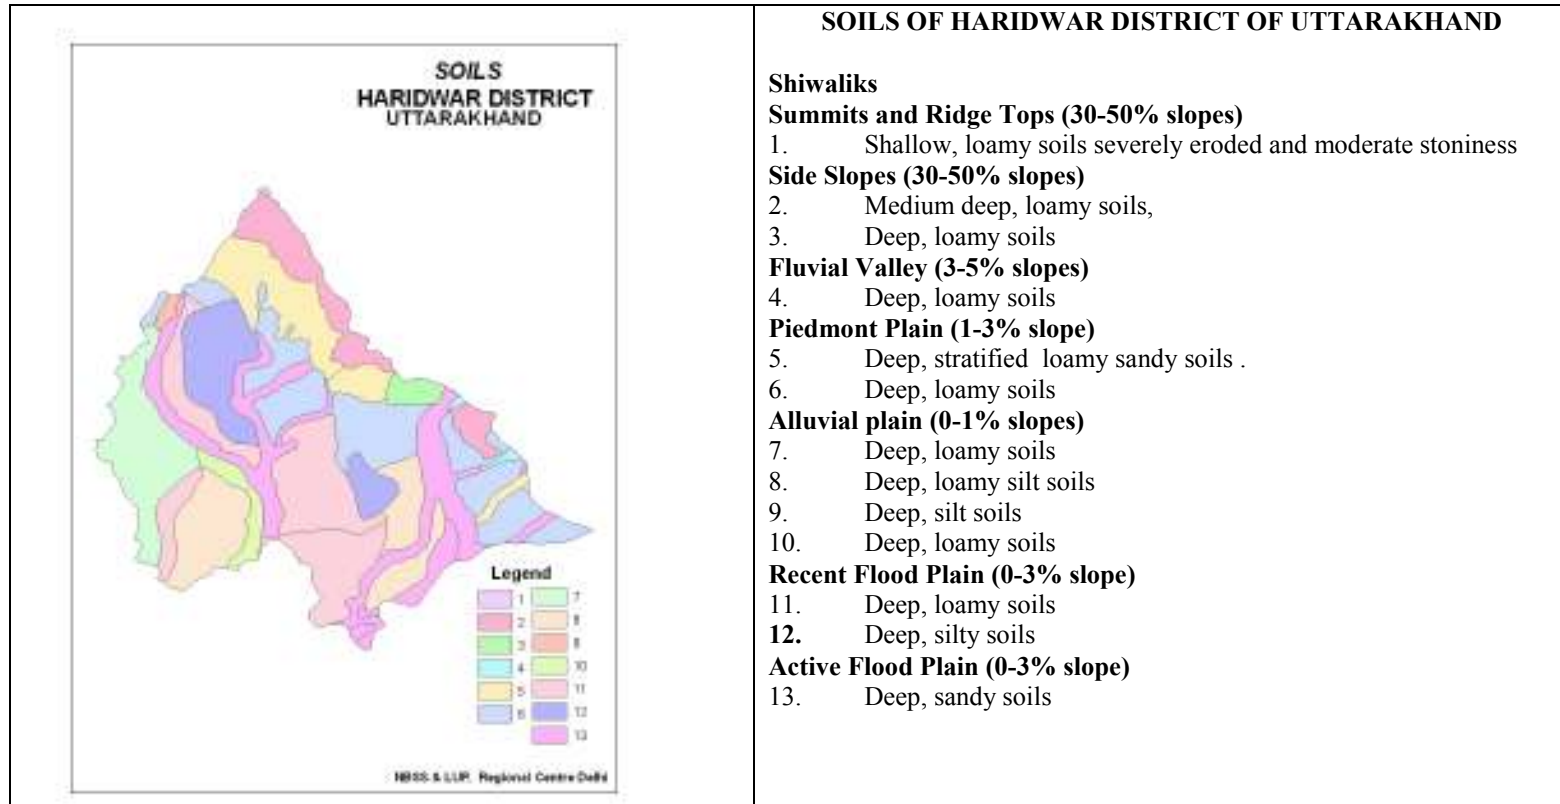 SOILS
HARIDWAR DISTRICT
UTTARAKHAND
Legend
1
2
3
4
5
6
7
8
10
11
12
13
NBSS & LUP, Regional Centre Delhi
SOILS OF HARIDWAR DISTRICT OF UTTARAKHAND
Shiwaliks
Summits and Ridge Tops (30-50% slopes)
1. Shallow, loamy soils severely eroded and moderate stoniness
Side Slopes (30-50% slopes)
2. Medium deep, loamy soils,
3. Deep, loamy soils
Fluvial Valley (3-5% slopes)
4. Deep, loamy soils
Piedmont Plain (1-3% slope)
5. Deep, stratified loamy sandy soils .
6. Deep, loamy soils
Alluvial plain (0-1% slopes)
7. Deep, loamy soils
8. Deep, loamy silt soils
9. Deep, silt soils
10. Deep, loamy soils
Recent Flood Plain (0-3% slope)
11. Deep, loamy soils
12. Deep, silty soils
Active Flood Plain (0-3% slope)
13. Deep, sandy soils